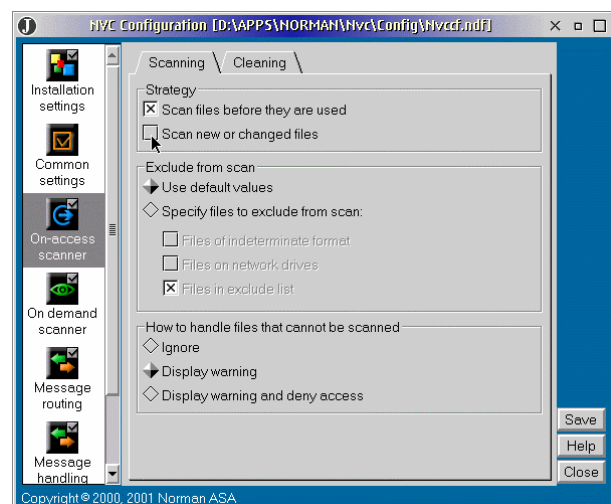 NVC Configuration [D:\APPS\NORMAN\Nvc\Config\Nvccf.ndf]
Installation
settings
Common
settings
On-access
scanner
On demand
scanner
Message
routing
Message
handling
Scanning
Cleaning
Strategy
Scan files before they are used
Scan new or changed files
Exclude from scan
Use default values
Specify files to exclude from scan:
Files of indeterminate format
Files on network drives
Files in exclude list
How to handle files that cannot be scanned
Ignore
Display warning
Display warning and deny access
Save
Help
Close
Copyright © 2000, 2001 Norman ASA